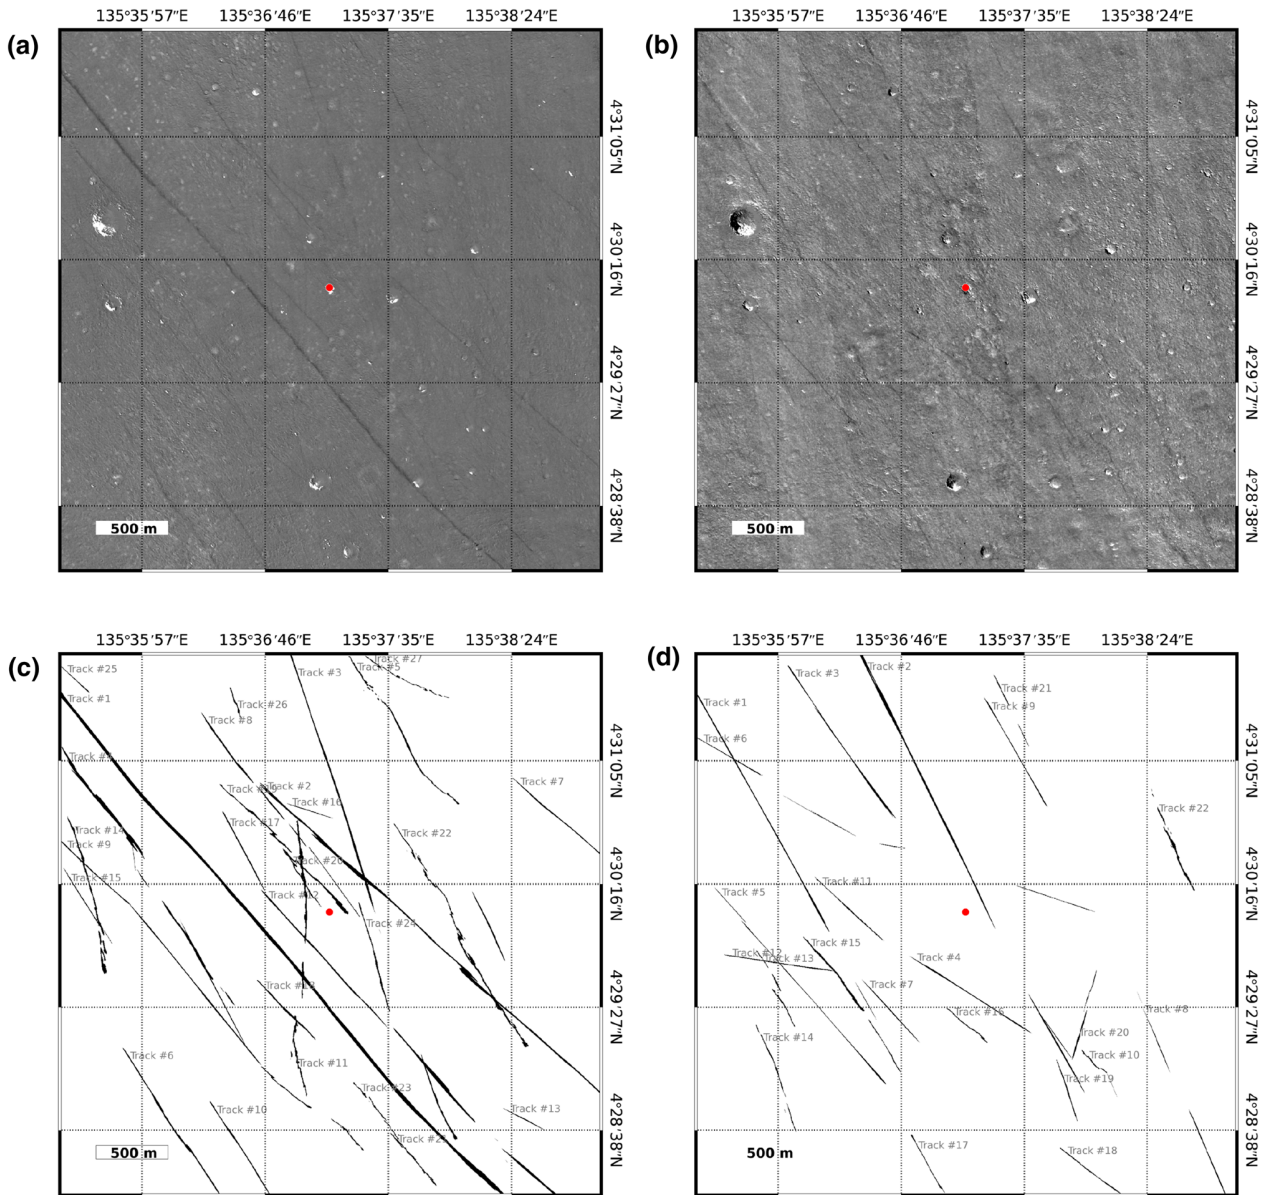 135°35′57″E 135°36′46″E 135°37′35″E 135°38′24″E
(a)
4°31′05″N
4°30′16″N
4°29′27″N
4°28′38″N
500 m
135°35′57″E 135°36′46″E 135°37′35″E 135°38′24″E
(b)
4°31′05″N
4°30′16″N
4°29′27″N
4°28′38″N
500 m
135°35′57″E 135°36′46″E 135°37′35″E 135°38′24″E
(c)
Track #27
Track #5
Track #25
Track #3
Track #1
Track #26
Track #8
Track #2
Track #7
Track #16
Track #17
Track #14
Track #22
Track #9
Track #20
Track #15
Track #12
Track #24
Track #18
Track #6
Track #11
Track #23
Track #10
Track #13
4°31′05″N
4°30′16″N
4°29′27″N
4°28′38″N
500 m
135°35′57″E 135°36′46″E 135°37′35″E 135°38′24″E
(d)
Track #2
Track #3
Track #21
Track #1
Track #9
Track #6
Track #22
Track #11
Track #5
Track #15
Track #12
Track #13
Track #4
Track #7
Track #16
Track #8
Track #14
Track #20
Track #10
Track #19
Track #17
Track #18
4°31′05″N
4°30′16″N
4°29′27″N
4°28′38″N
500 m